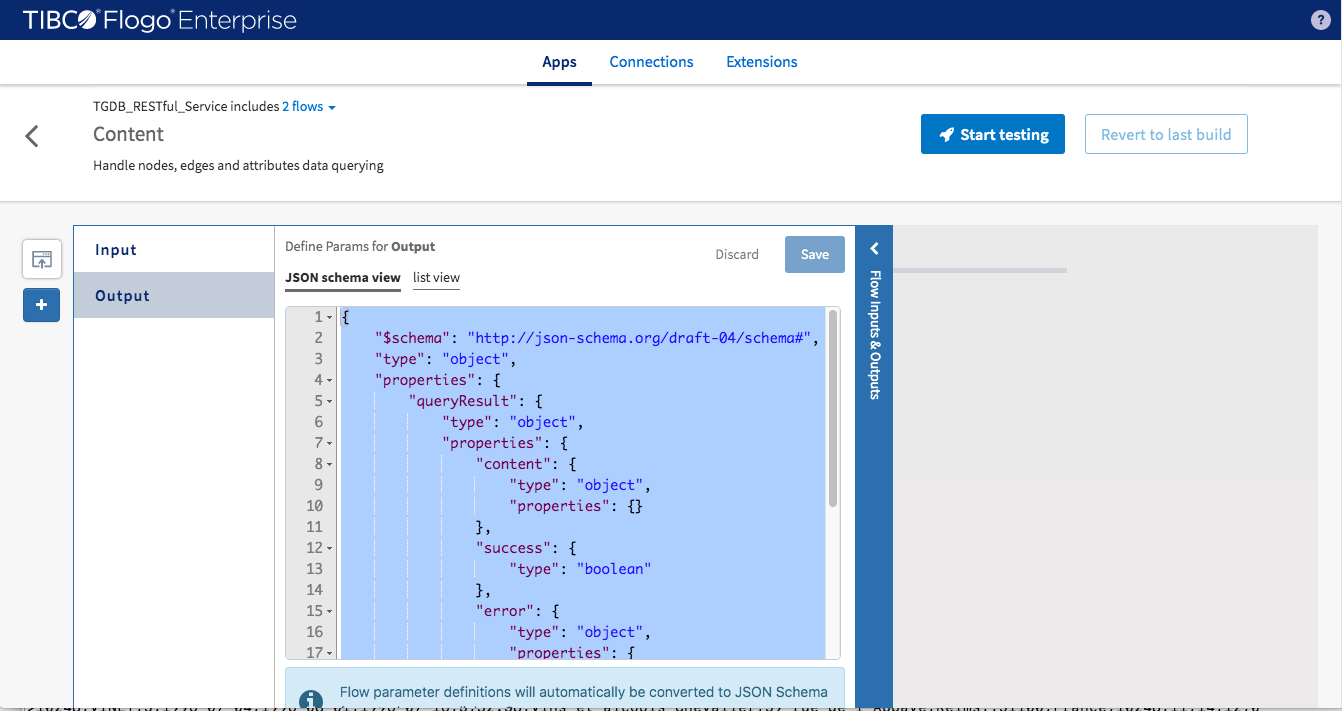 TIBCO® Flogo® Enterprise
?
Apps Connections Extensions
TGDB_RESTful_Service includes 2 flows
Content
Handle nodes, edges and attributes data querying
Start testing
Revert to last build
Input
Output
Define Params for Output
Discard
Save
JSON schema view list view
1 {
2 "$schema": "http://json-schema.org/draft-04/schema#",
3 "type": "object",
4 "properties": {
5 "queryResult": {
6 "type": "object",
7 "properties": {
8 "content": {
9 "type": "object",
10 "properties": {}
11 },
12 "success": {
13 "type": "boolean"
14 },
15 "error": {
16 "type": "object",
17 "properties": {
Flow parameter definitions will automatically be converted to JSON Schema
Flow Inputs & Outputs